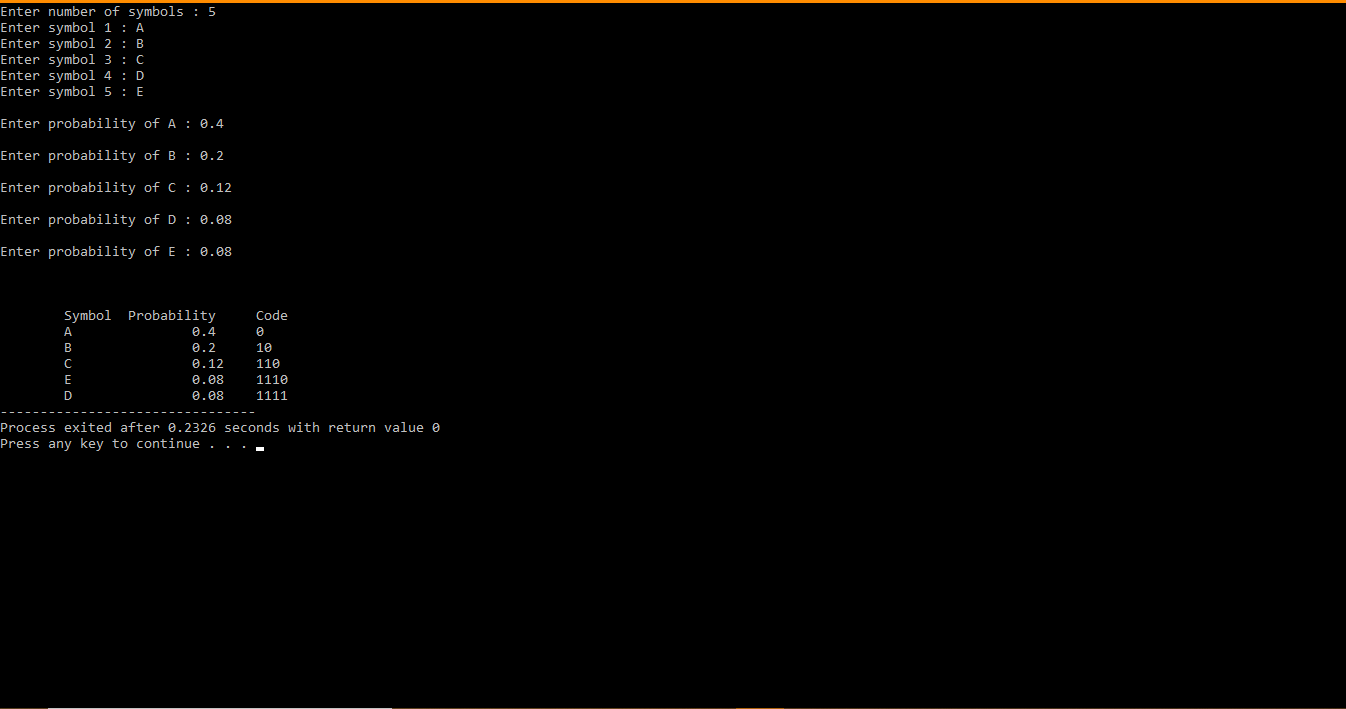 Enter number of symbols : 5
Enter symbol 1 : A
Enter symbol 2 : B
Enter symbol 3 : C
Enter symbol 4 : D
Enter symbol 5 : E
Enter probability of A : 0.4
Enter probability of B : 0.2
Enter probability of C : 0.12
Enter probability of D : 0.08
Enter probability of E : 0.08
Symbol Probability Code
A 0.4 0
B 0.2 10
C 0.12 110
E 0.08 1110
D 0.08 1111
--------------------------------
Process exited after 0.2326 seconds with return value 0
Press any key to continue . . .